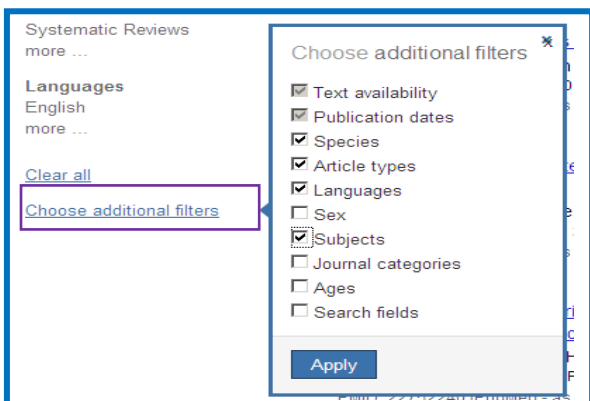 Systematic Reviews
more ...
Languages
English
more ...
Clear all
Choose additional filters
Choose additional filters
Text availability
Publication dates
Species
Article types
Languages
Sex
Subjects
Journal categories
Ages
Search fields
Apply